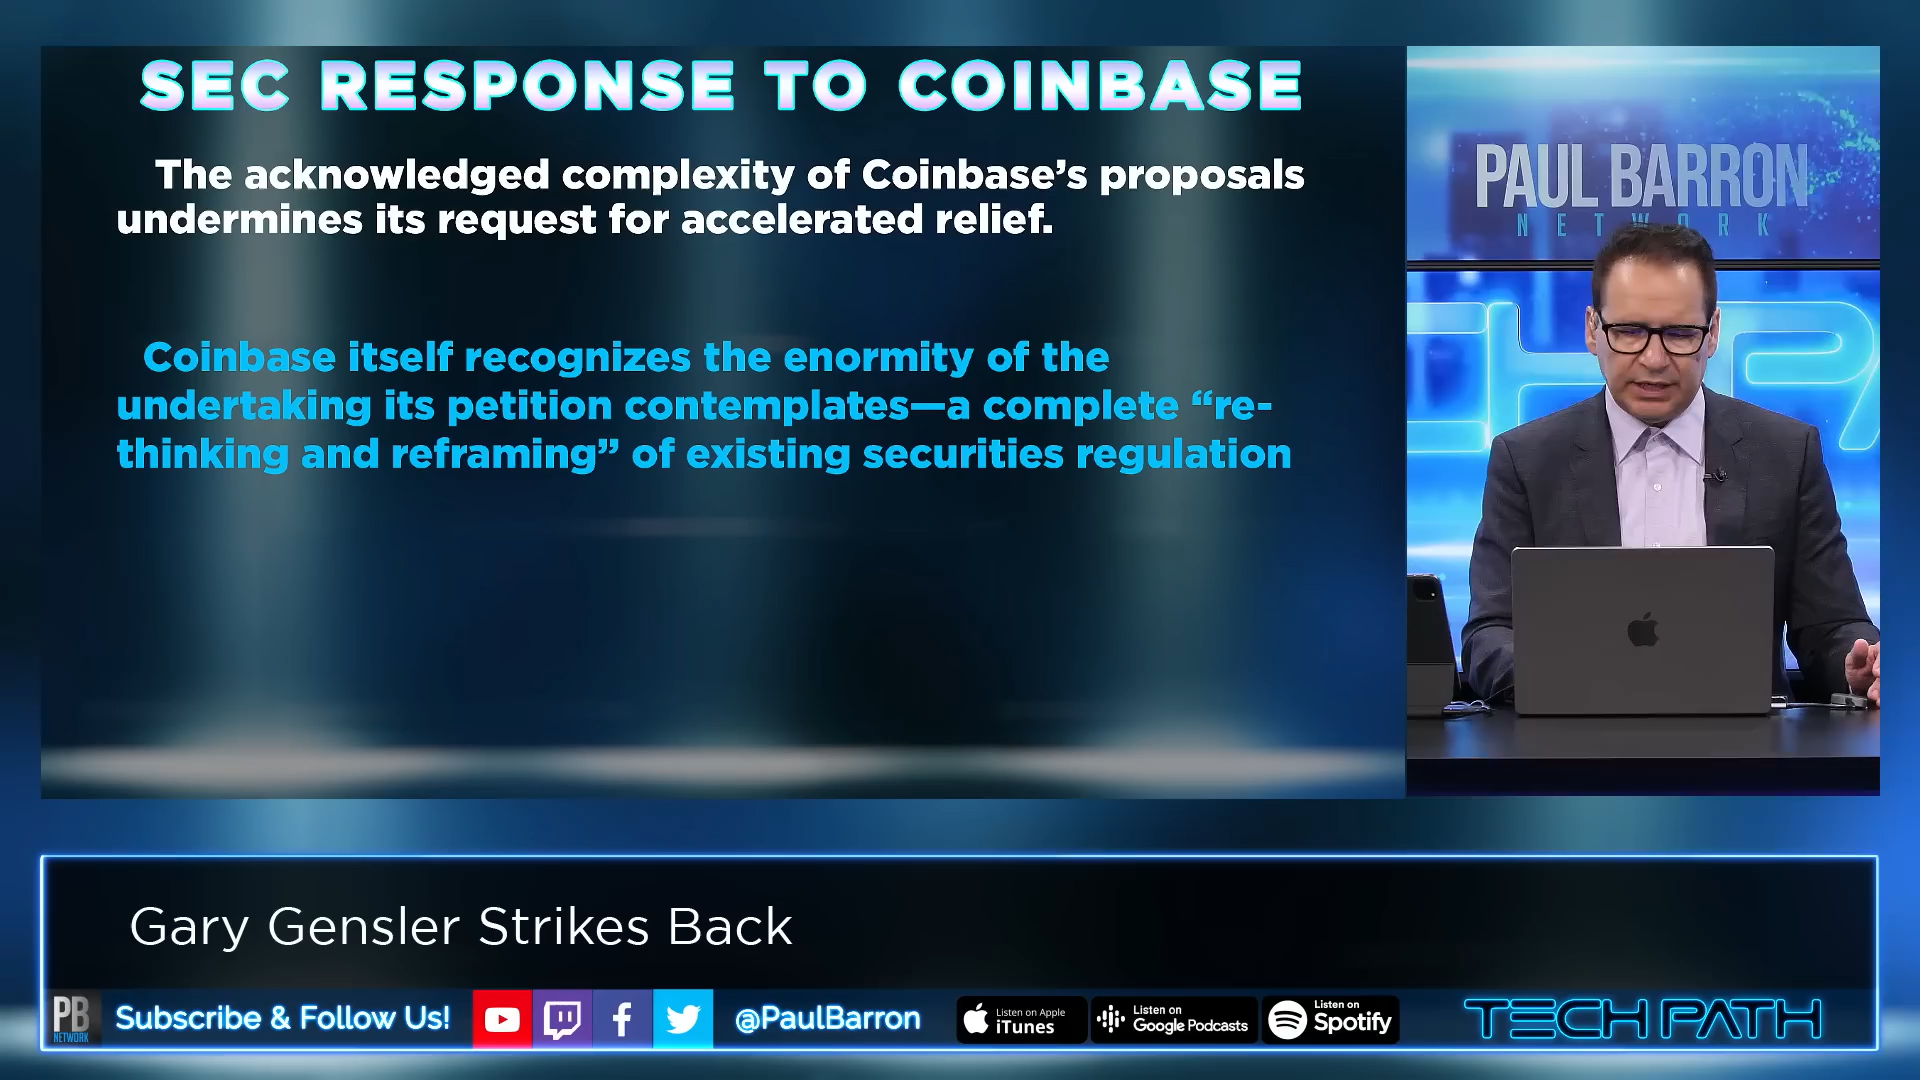 SEC RESPONSE TO COINBASE
The acknowledged complexity of Coinbase’s proposals
undermines its request for accelerated relief.
Coinbase itself recognizes the enormity of the
undertaking its petition contemplates—a complete “re-
thinking and reframing” of existing securities regulation
PAUL BARRON
NETWORK
Gary Gensler Strikes Back
PB
NETWORK
Subscribe & Follow Us!
@PaulBarron
Listen on Apple
iTunes
Listen on
Google Podcasts
Listen on
Spotify
TECH PATH